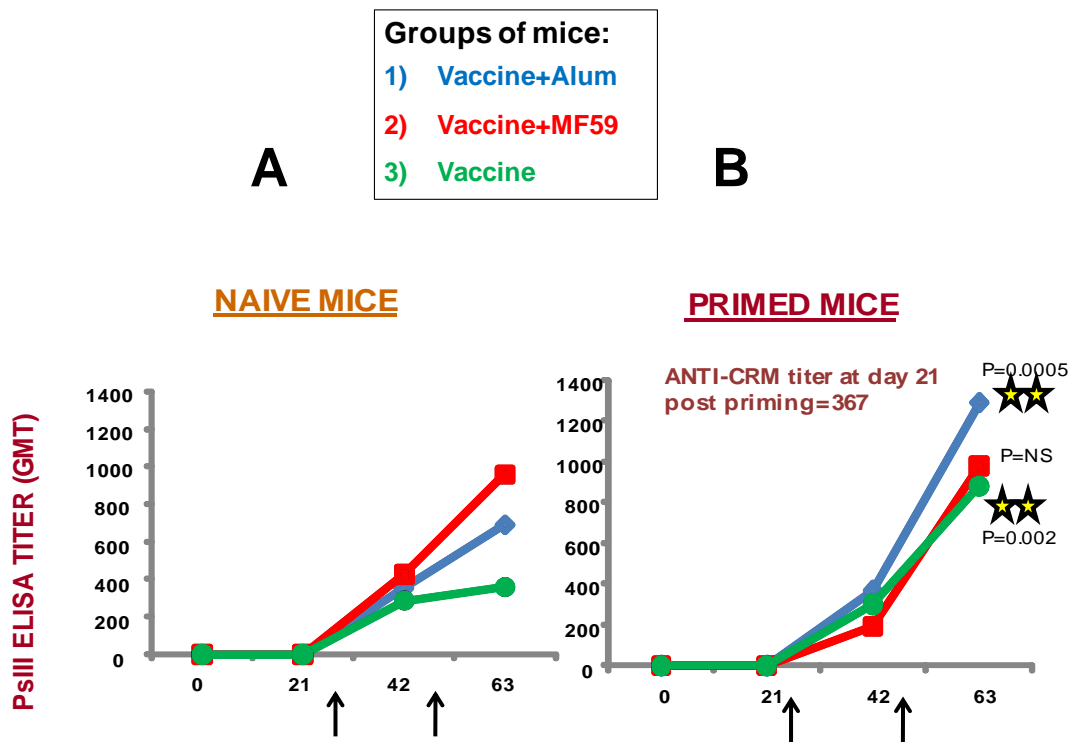 Groups of mice:
1) Vaccine+Alum
2) Vaccine+MF59
3) Vaccine
A
B
NAIVE MICE
PRIMED MICE
PsIII ELISA TITER (GMT)
1400
1200
1000
800
600
400
200
0
0 21 42 63
ANTI-CRM titer at day 21
post priming=367
1400
1200
1000
800
600
400
200
0
0 21 42 63
P=0.0005
P=NS
P=0.002